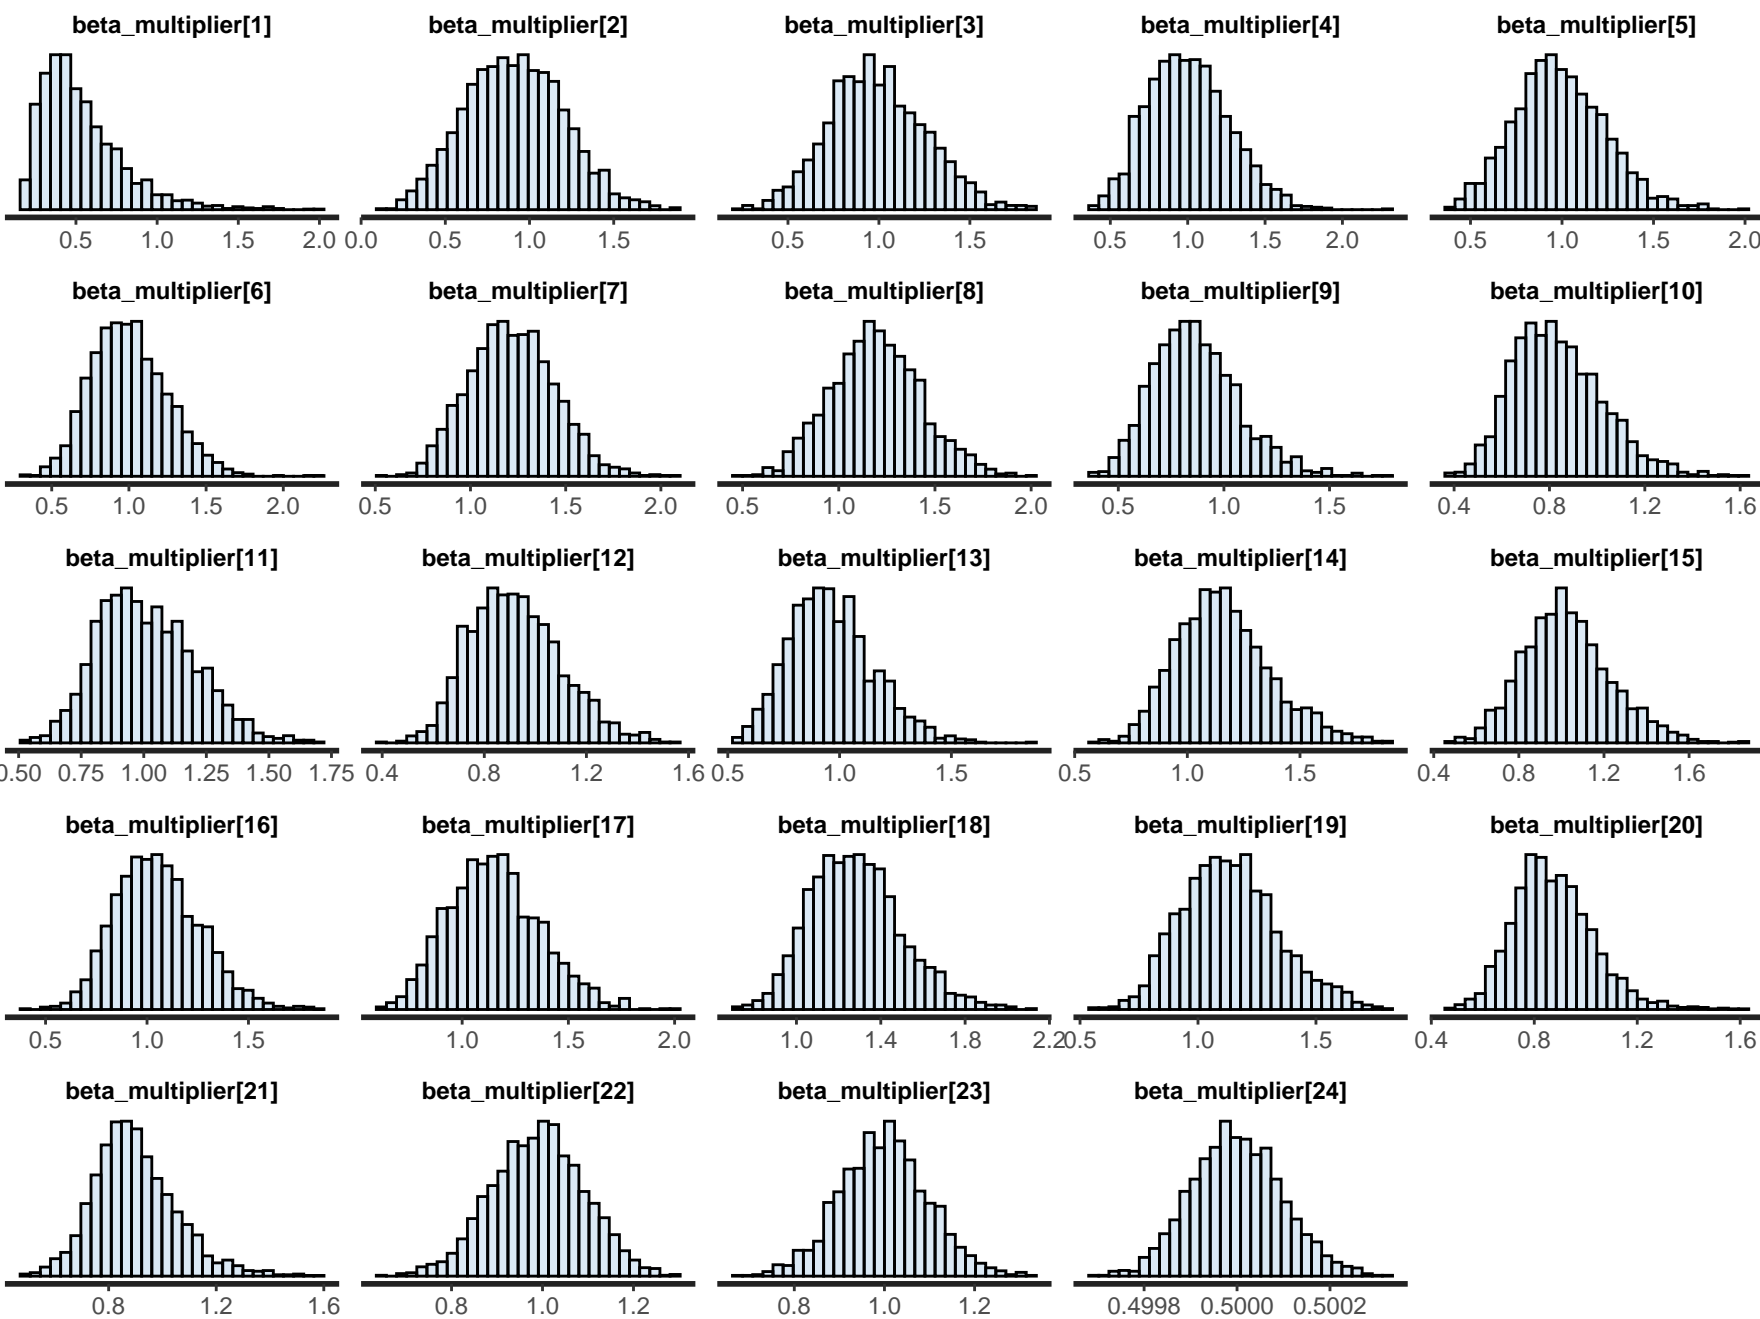 beta_multiplier[1] beta_multiplier[2] beta_multiplier[3] beta_multiplier[4] beta_multiplier[5]
0.5 1.0 1.5 2.0 0.0 0.5 1.0 1.5 0.5 1.0 1.5 0.5 1.0 1.5 2.0 0.5 1.0 1.5 2.0
beta_multiplier[6] beta_multiplier[7] beta_multiplier[8] beta_multiplier[9] beta_multiplier[10]
0.5 1.0 1.5 2.0 0.5 1.0 1.5 2.0 0.5 1.0 1.5 2.0 0.5 1.0 1.5 0.4 0.8 1.2 1.6
beta_multiplier[11] beta_multiplier[12] beta_multiplier[13] beta_multiplier[14] beta_multiplier[15]
0.50 0.75 1.00 1.25 1.50 1.75 0.4 0.8 1.2 1.6 0.5 1.0 1.5 0.5 1.0 1.5 0.4 0.8 1.2 1.6
beta_multiplier[16] beta_multiplier[17] beta_multiplier[18] beta_multiplier[19] beta_multiplier[20]
0.5 1.0 1.5 1.0 1.5 2.0 1.0 1.4 1.8 2.2 0.5 1.0 1.5 0.4 0.8 1.2 1.6
beta_multiplier[21] beta_multiplier[22] beta_multiplier[23] beta_multiplier[24]
0.8 1.2 1.6 0.8 1.0 1.2 0.8 1.0 1.2 0.4998 0.5000 0.5002